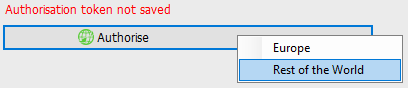 Authorisation token not saved
Authorise
Europe
Rest of the World